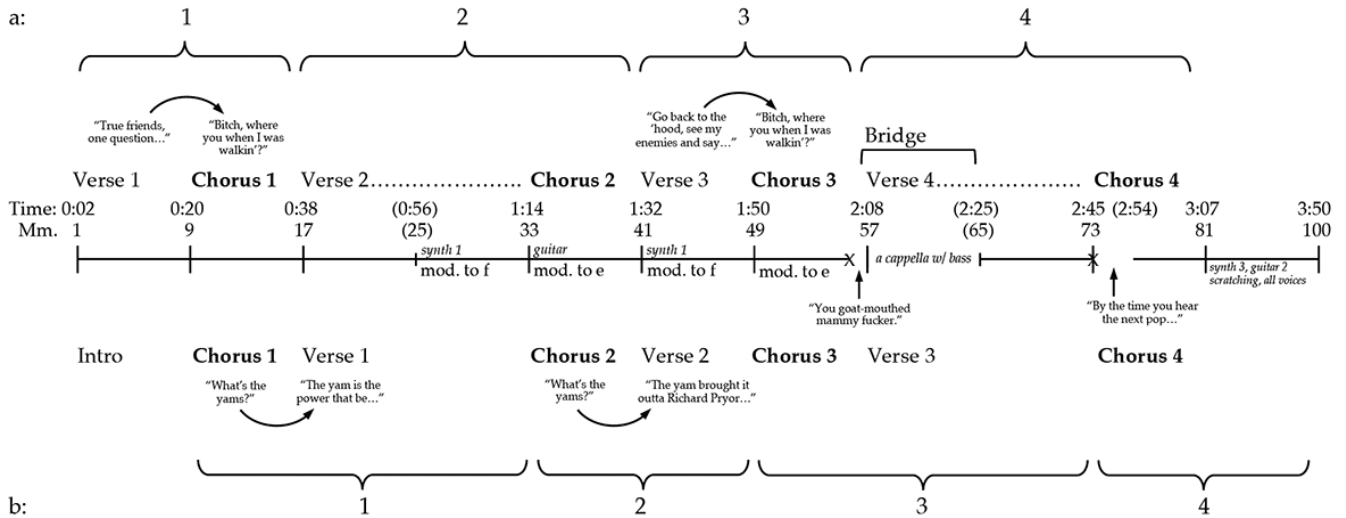 a: 1 2 3 4
“True friends, one question...”
“Bitch, where you when I was walkin’?”
“Go back to the ‘hood, see my enemies and say...”
“Bitch, where you when I was walkin’?”
Bridge
Verse 1 Chorus 1 Verse 2..................... Chorus 2 Verse 3 Chorus 3 Verse 4..................... Chorus 4
Time: 0:02 0:20 0:38 (0:56) 1:14 1:32 1:50 2:08 (2:25) 2:45 (2:54) 3:07 3:50
Mm. 1 9 17 (25) 33 41 49 57 (65) 73 81 100
synth 1 guitar synth 1 a cappella w/ bass
mod. to f mod. to e mod. to f mod. to e
synth 3, guitar 2
scratching, all voices
“You goat-mouthed
mammy fucker.”
“By the time you hear
the next pop...”
Intro Chorus 1 Verse 1 Chorus 2 Verse 2 Chorus 3 Verse 3 Chorus 4
“What’s the
yams?”
“The yam is the
power that be...”
“What’s the
yams?”
“The yam brought it
outta Richard Pryor...”
b: 1 2 3 4